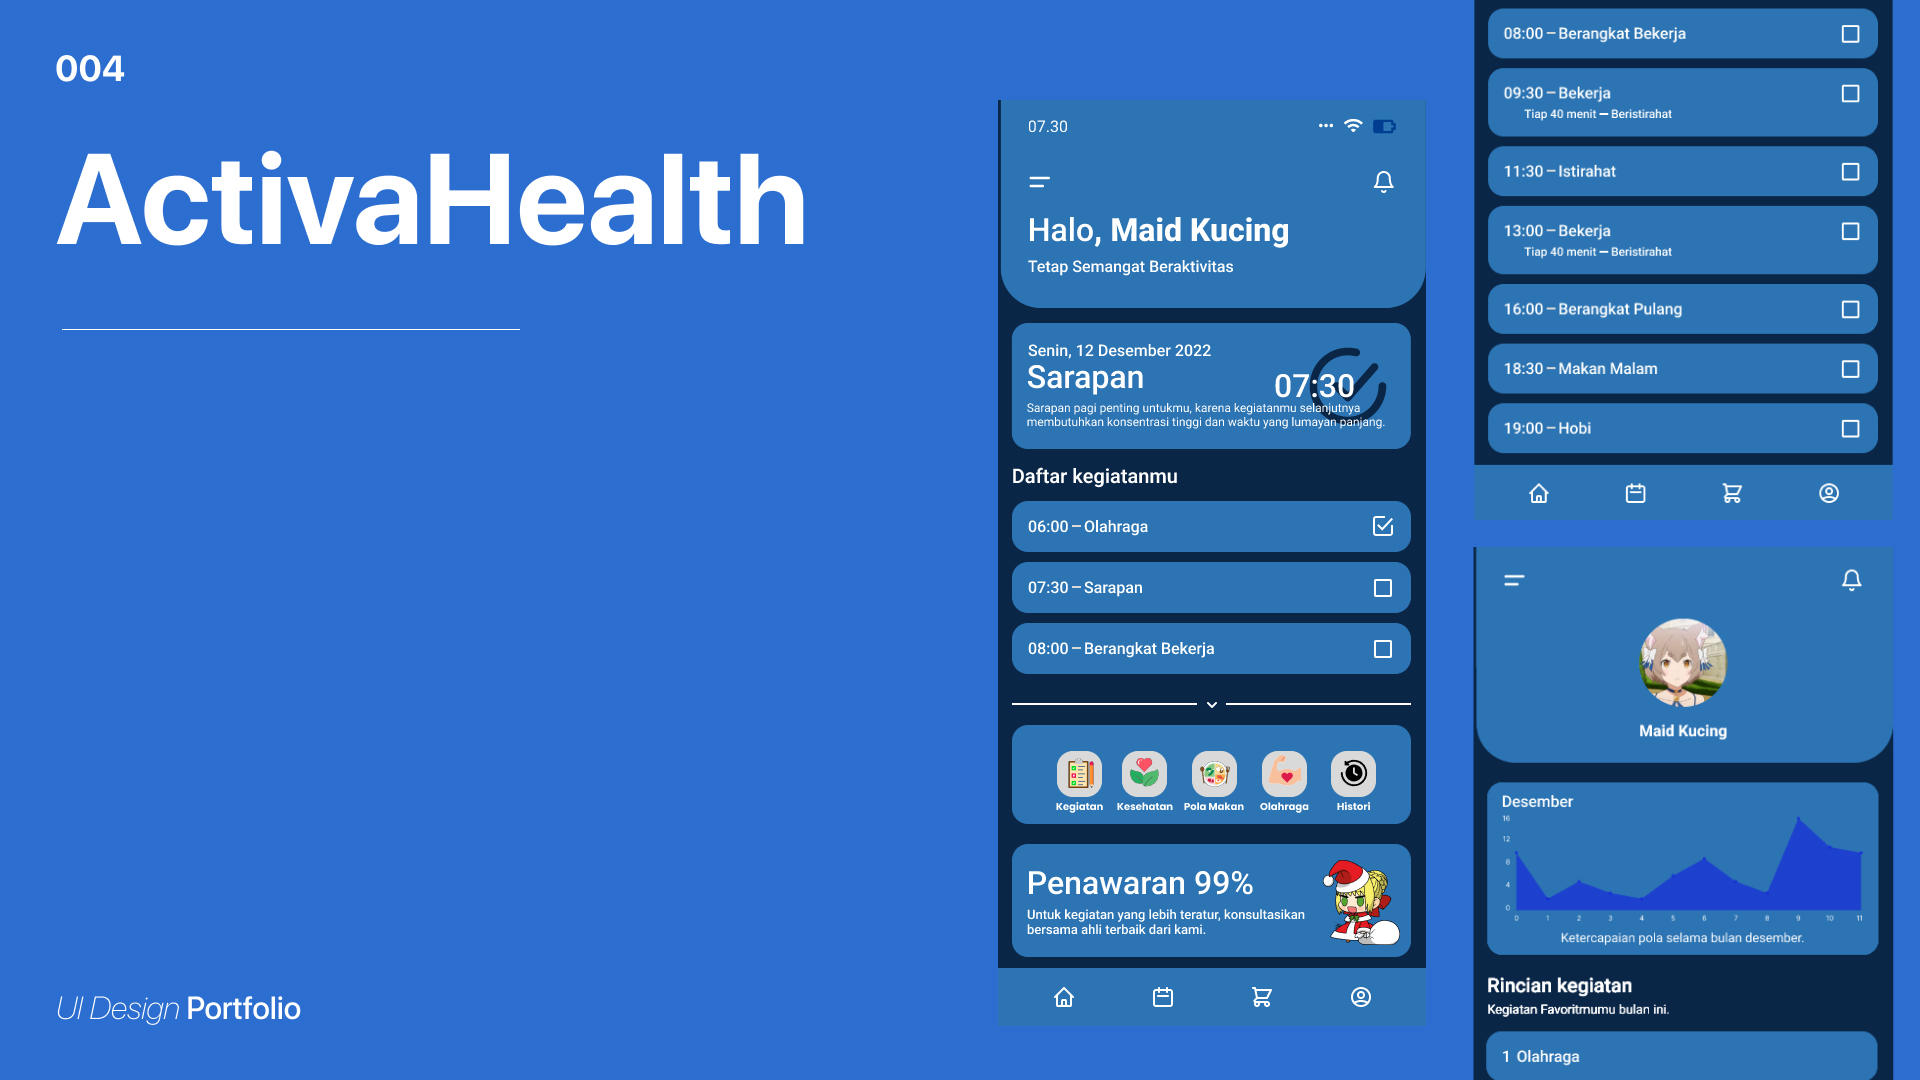 004
ActivaHealth
UI Design Portfolio
07.30
Halo, Maid Kucing
Tetap Semangat Beraktivitas
Senin, 12 Desember 2022
Sarapan
07:30
Sarapan pagi penting untukmu, karena kegiatanmu selanjutnya
membutuhkan konsentrasi tinggi dan waktu yang lumayan panjang.
Daftar kegiatanmu
06:00 – Olahraga
07:30 – Sarapan
08:00 – Berangkat Bekerja
Kegiatan Kesehatan Pola Makan Olahraga Histori
Penawaran 99%
Untuk kegiatan yang lebih teratur, konsultasikan
bersama ahli terbaik dari kami.
08:00 – Berangkat Bekerja
09:30 – Bekerja
Tiap 40 menit – Beristirahat
11:30 – Istirahat
13:00 – Bekerja
Tiap 40 menit – Beristirahat
16:00 – Berangkat Pulang
18:30 – Makan Malam
19:00 – Hobi
Maid Kucing
Desember
16
12
8
4
0
0 1 2 3 4 5 6 7 8 9 10 11
Ketercapaian pola selama bulan desember.
Rincian kegiatan
Kegiatan Favoritmumu bulan ini.
1 Olahraga